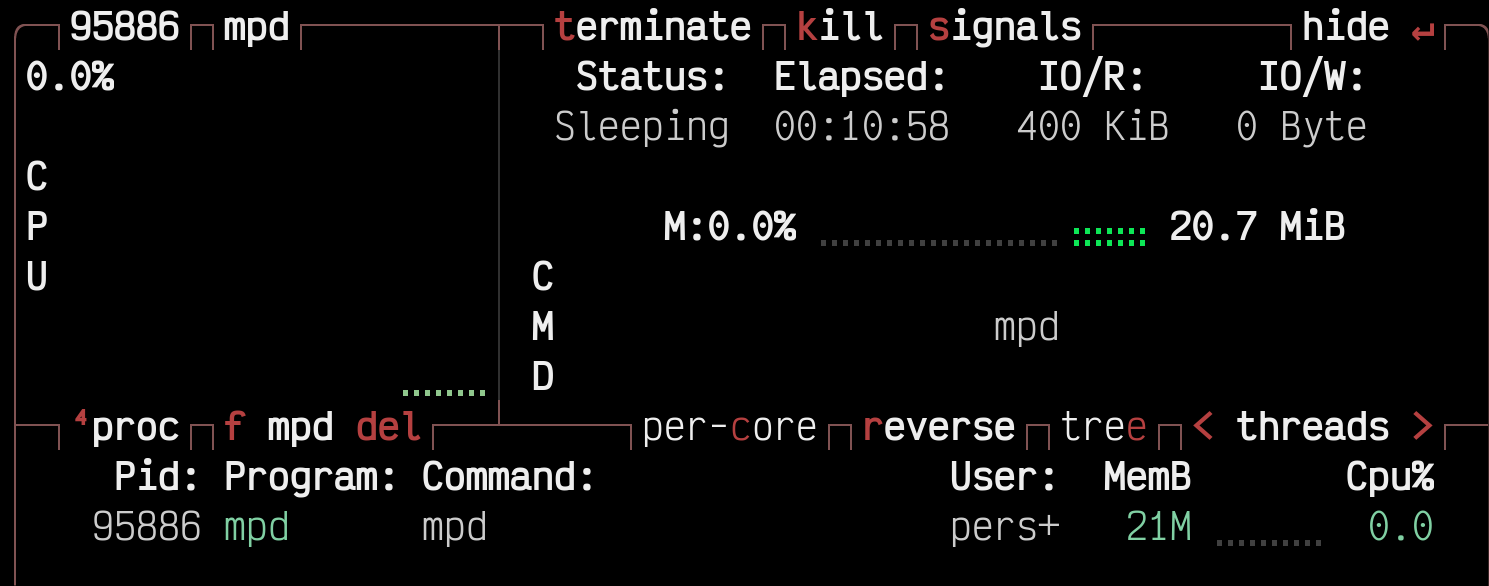 95886 mpd terminate kill signals hide ↵
0.0% Status: Elapsed: IO/R: IO/W:
Sleeping 00:10:58 400 KiB 0 Byte
C
P M:0.0% 20.7 MiB
U C
M mpd
D
⁴proc f mpd del per-core reverse tree < threads >
Pid: Program: Command: User: MemB Cpu%
95886 mpd mpd pers+ 21M 0.0